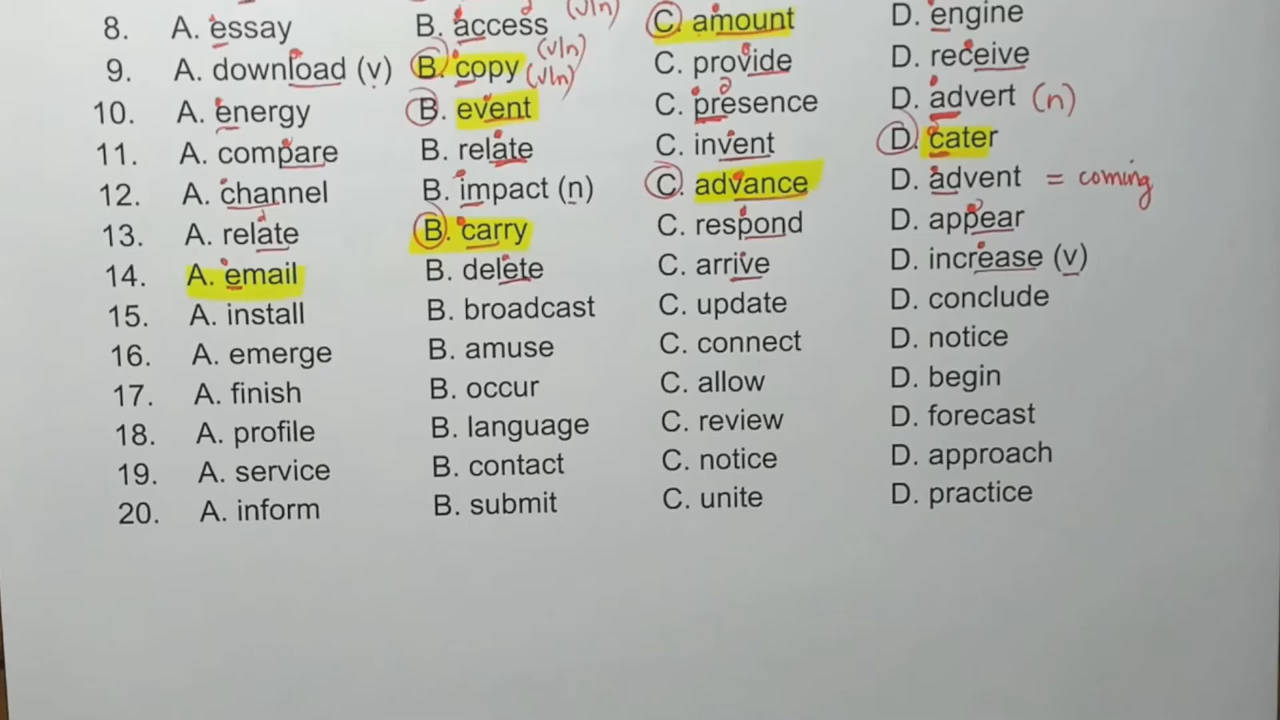 8. A. essay B. access (v/n) C. amount D. engine
9. A. download (v) B. copy (v/n) (v/n) C. provide D. receive
10. A. energy B. event C. presence D. advert (n)
11. A. compare B. relate C. invent D. cater
12. A. channel B. impact (n) C. advance D. advent = coming
13. A. relate B. carry C. respond D. appear
14. A. email B. delete C. arrive D. increase (v)
15. A. install B. broadcast C. update D. conclude
16. A. emerge B. amuse C. connect D. notice
17. A. finish B. occur C. allow D. begin
18. A. profile B. language C. review D. forecast
19. A. service B. contact C. notice D. approach
20. A. inform B. submit C. unite D. practice